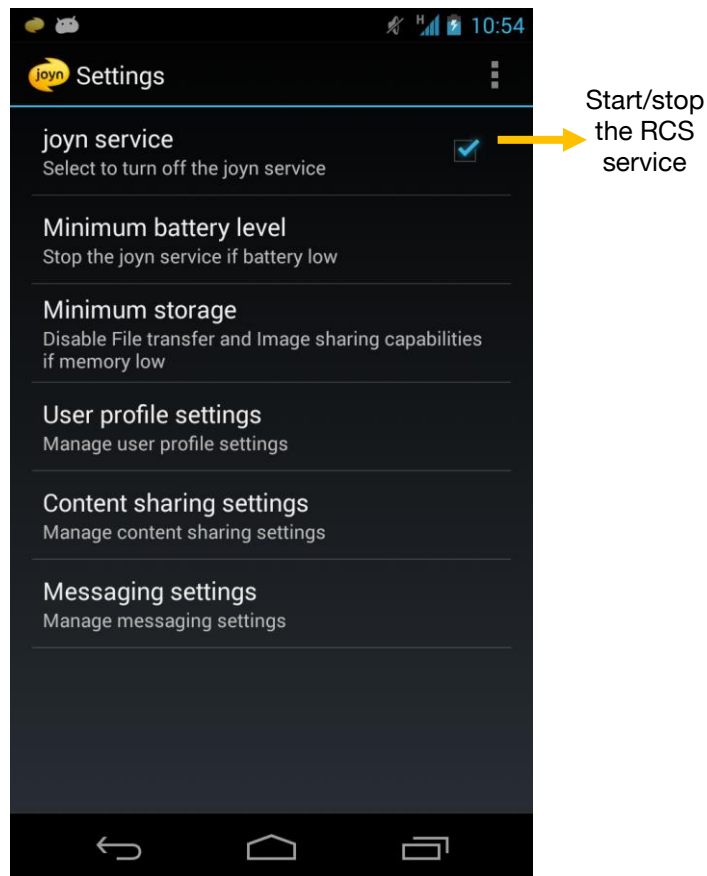 H 10:54
joyn Settings
joyn service
Select to turn off the joyn service
Start/stop
the RCS
service
Minimum battery level
Stop the joyn service if battery low
Minimum storage
Disable File transfer and Image sharing capabilities
if memory low
User profile settings
Manage user profile settings
Content sharing settings
Manage content sharing settings
Messaging settings
Manage messaging settings